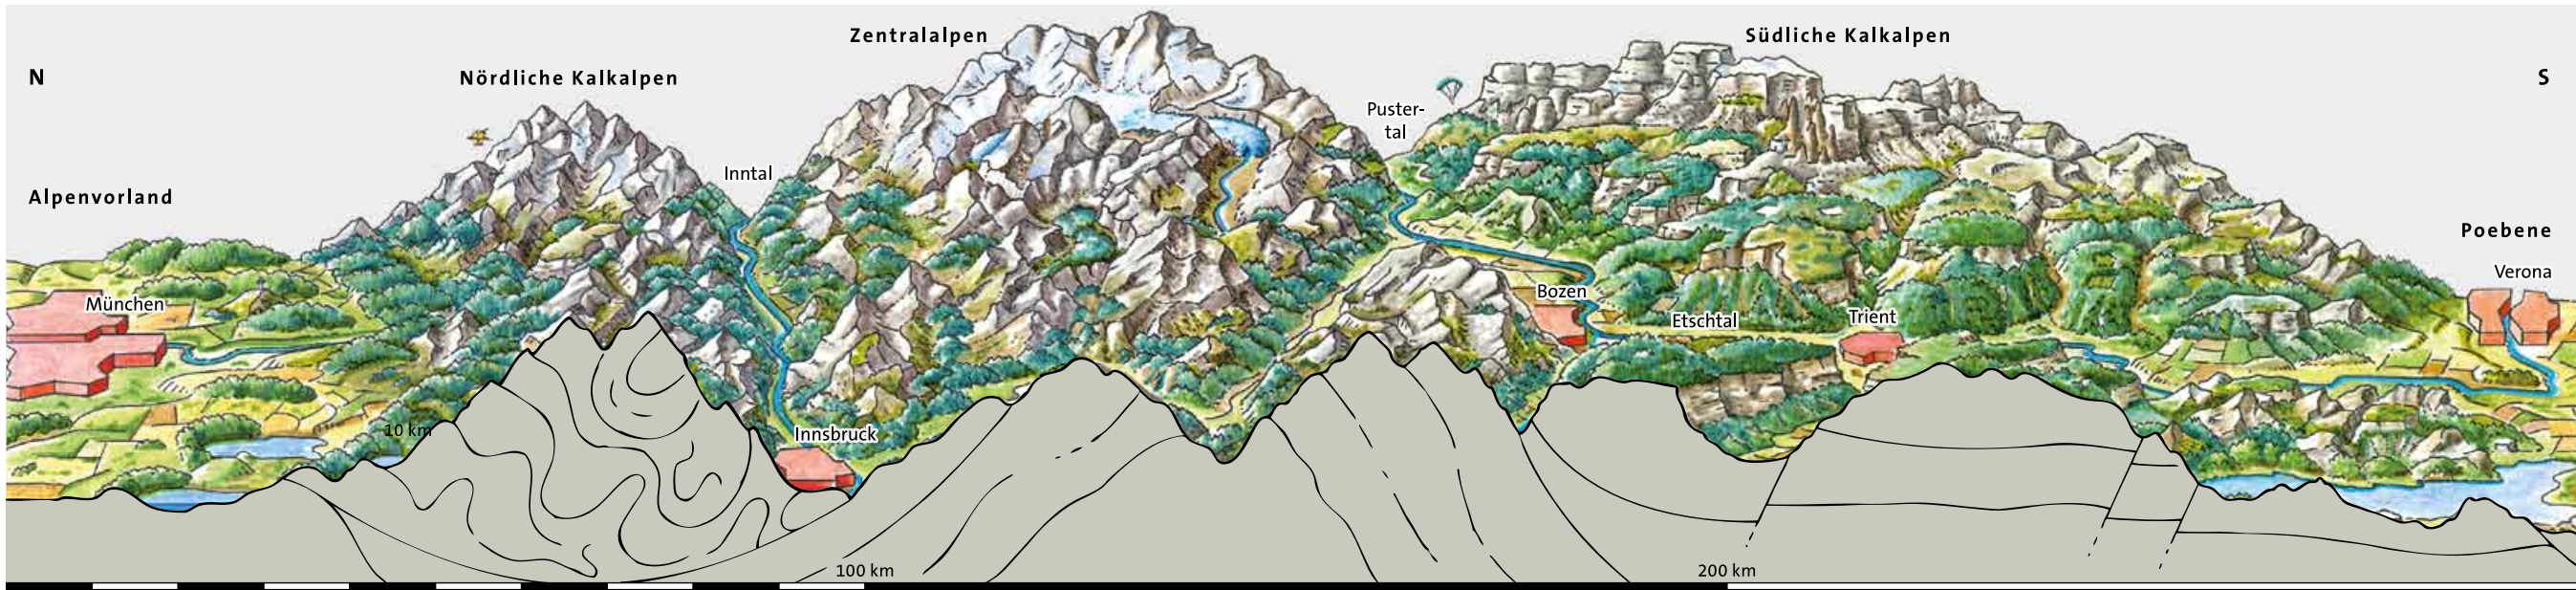 Zentralalpen
Südliche Kalkalpen
N
Nördliche Kalkalpen
S
Puster-
tal
Inntal
Alpenvorland
Poebene
Verona
München
Bozen
Etschtal
Trient
10 km
Innsbruck
100 km
200 km